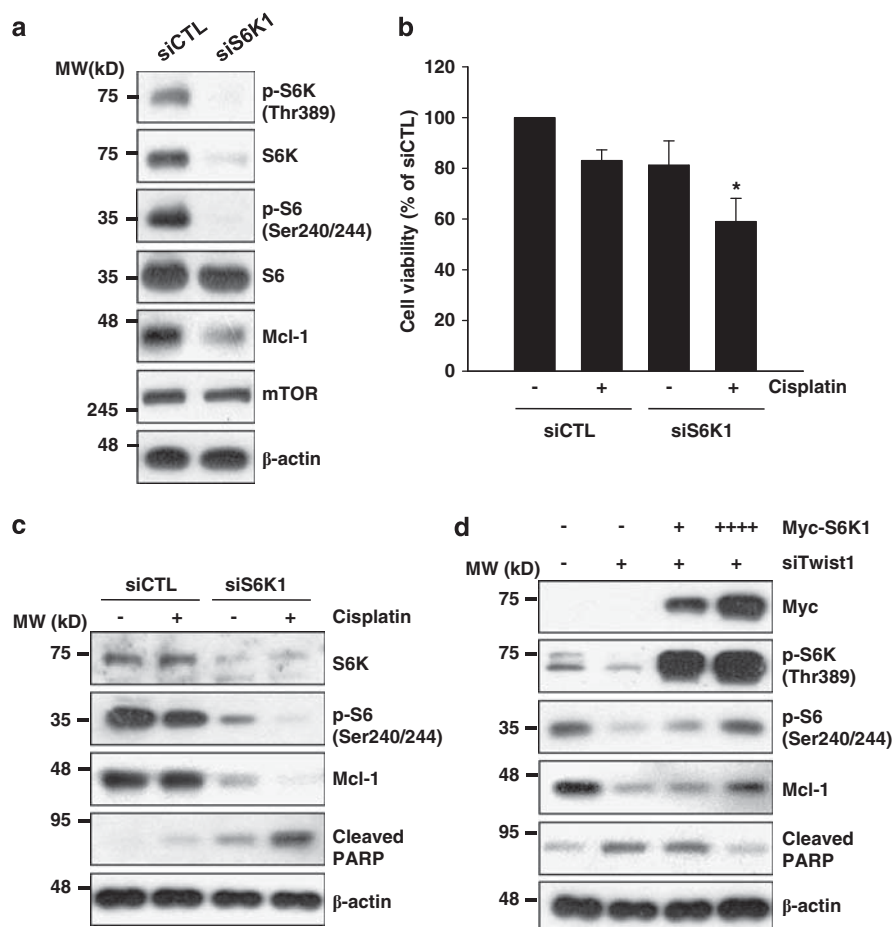 a
siCTL siS6K1
MW(kD)
75
p-S6K
(Thr389)
75
S6K
35
p-S6
(Ser240/244)
35
S6
48
Mcl-1
mTOR
245
48
β-actin
b
120
100
80
60
40
20
0
Cell viability (% of siCTL)
*
- + - + Cisplatin
siCTL siS6K1
c
siCTL siS6K1
- + - + Cisplatin
MW (kD)
75
S6K
35
p-S6
(Ser240/244)
48
Mcl-1
95
Cleaved
PARP
48
β-actin
d
- - + ++++ Myc-S6K1
- + + + siTwist1
MW (kD)
75
Myc
75
p-S6K
(Thr389)
35
p-S6
(Ser240/244)
48
Mcl-1
95
Cleaved
PARP
48
β-actin